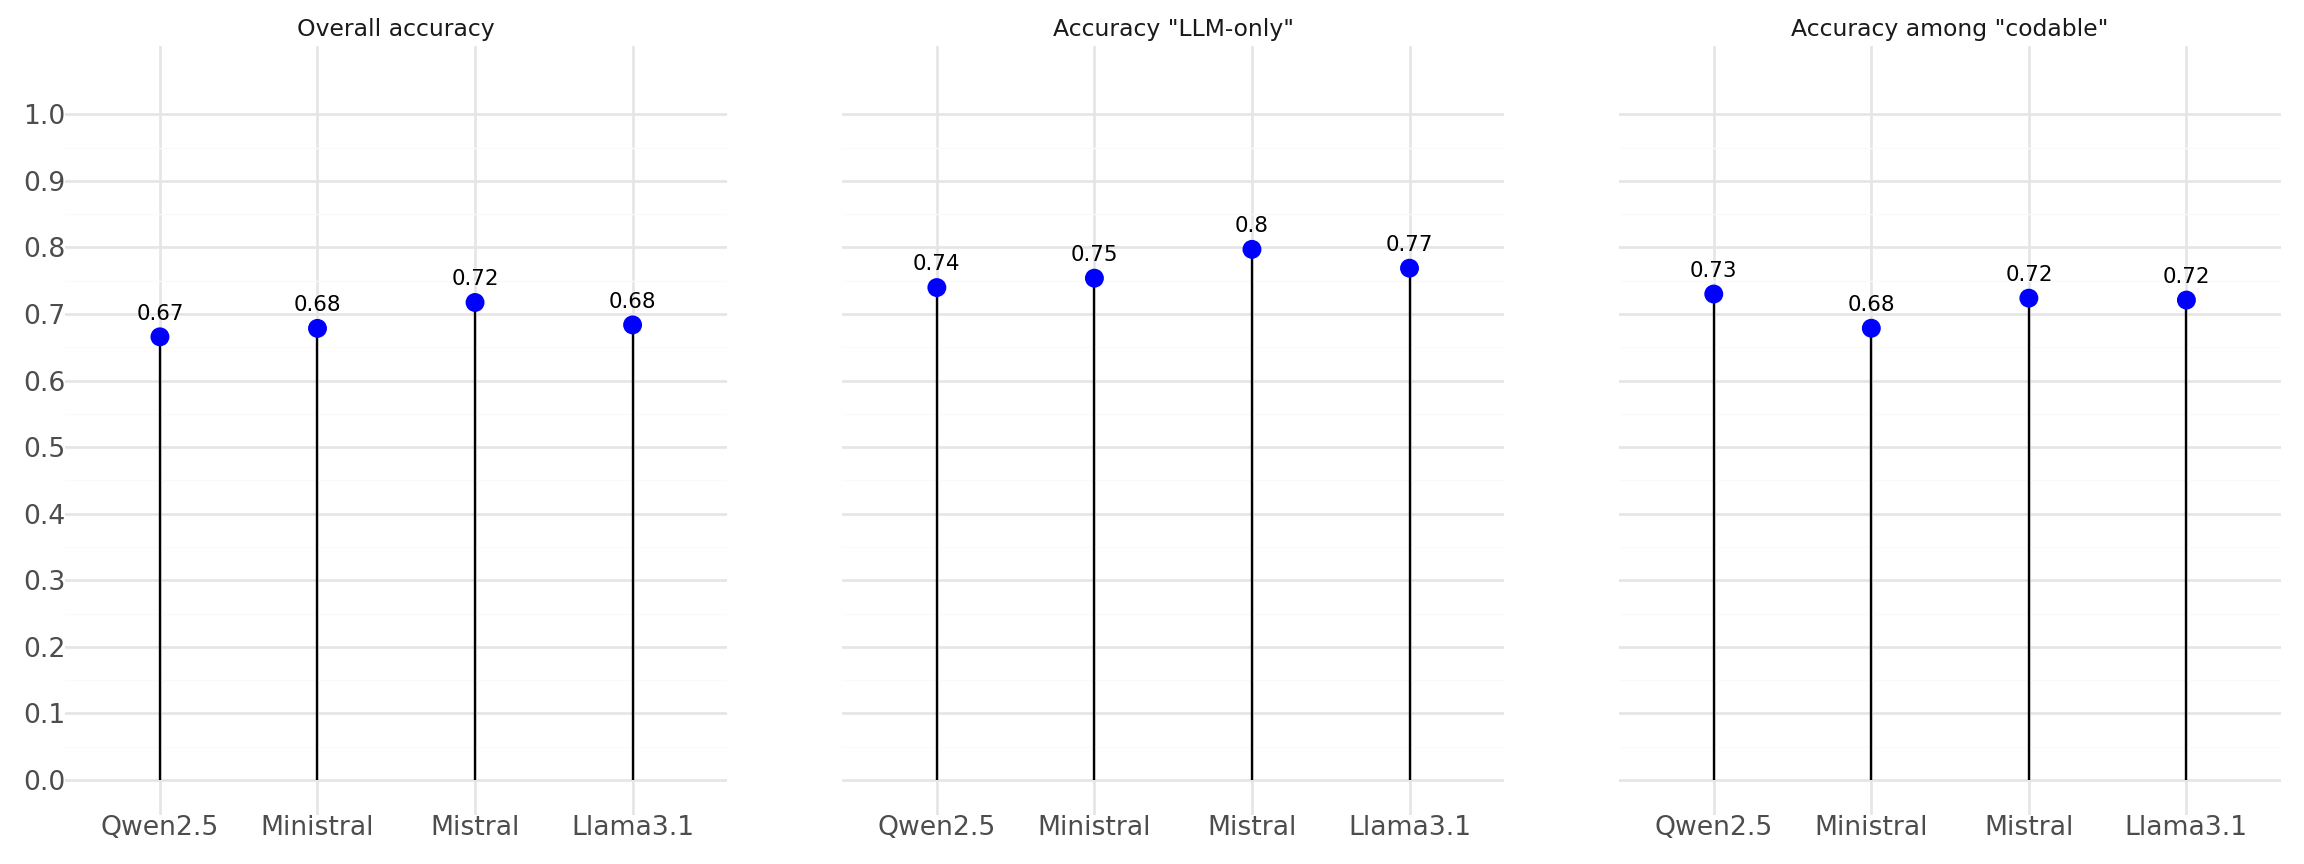 Overall accuracy
Accuracy "LLM-only"
Accuracy among "codable"
1.0
0.9
0.8
0.7
0.6
0.5
0.4
0.3
0.2
0.1
0.0
0.67
0.68
0.72
0.68
0.74
0.75
0.8
0.77
0.73
0.68
0.72
0.72
Qwen2.5
Ministral
Mistral
Llama3.1
Qwen2.5
Ministral
Mistral
Llama3.1
Qwen2.5
Ministral
Mistral
Llama3.1